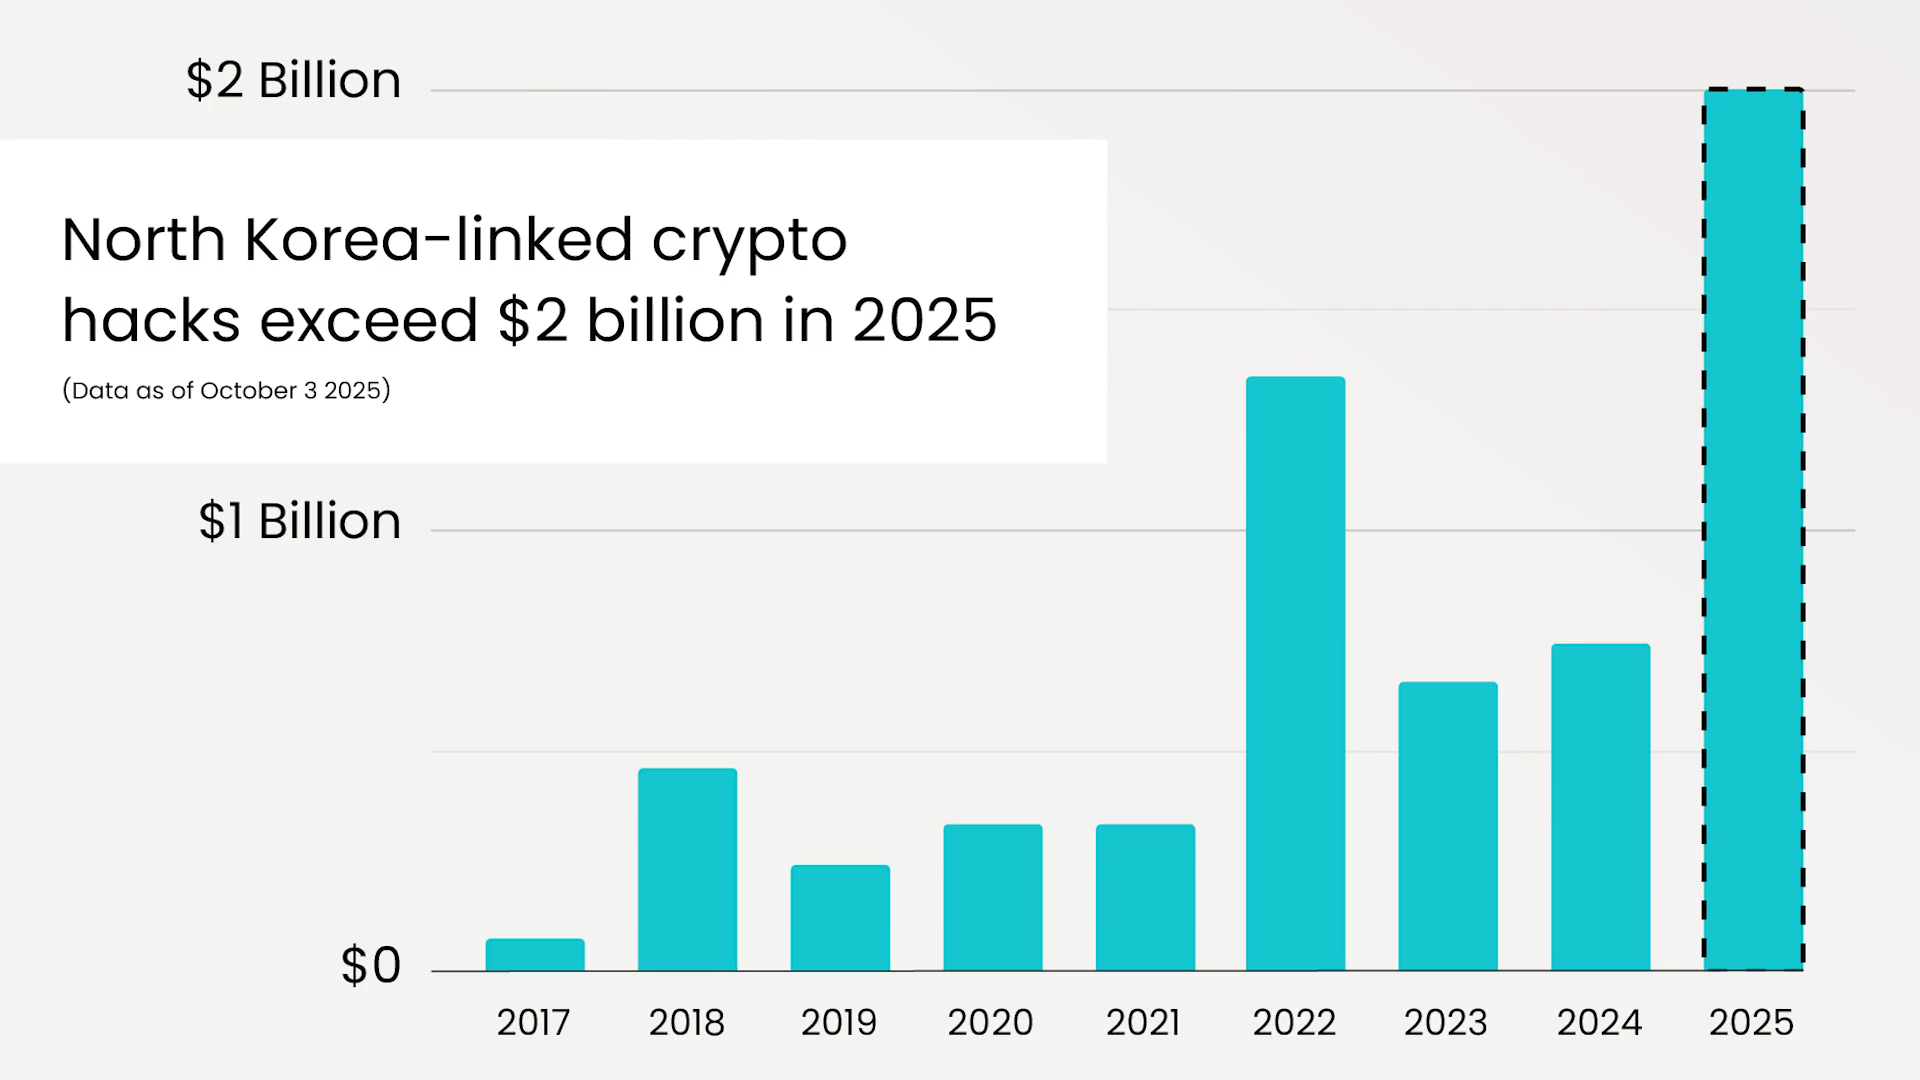 $2 Billion
North Korea-linked crypto
hacks exceed $2 billion in 2025
(Data as of October 3 2025)
$1 Billion
$0
2017 2018 2019 2020 2021 2022 2023 2024 2025